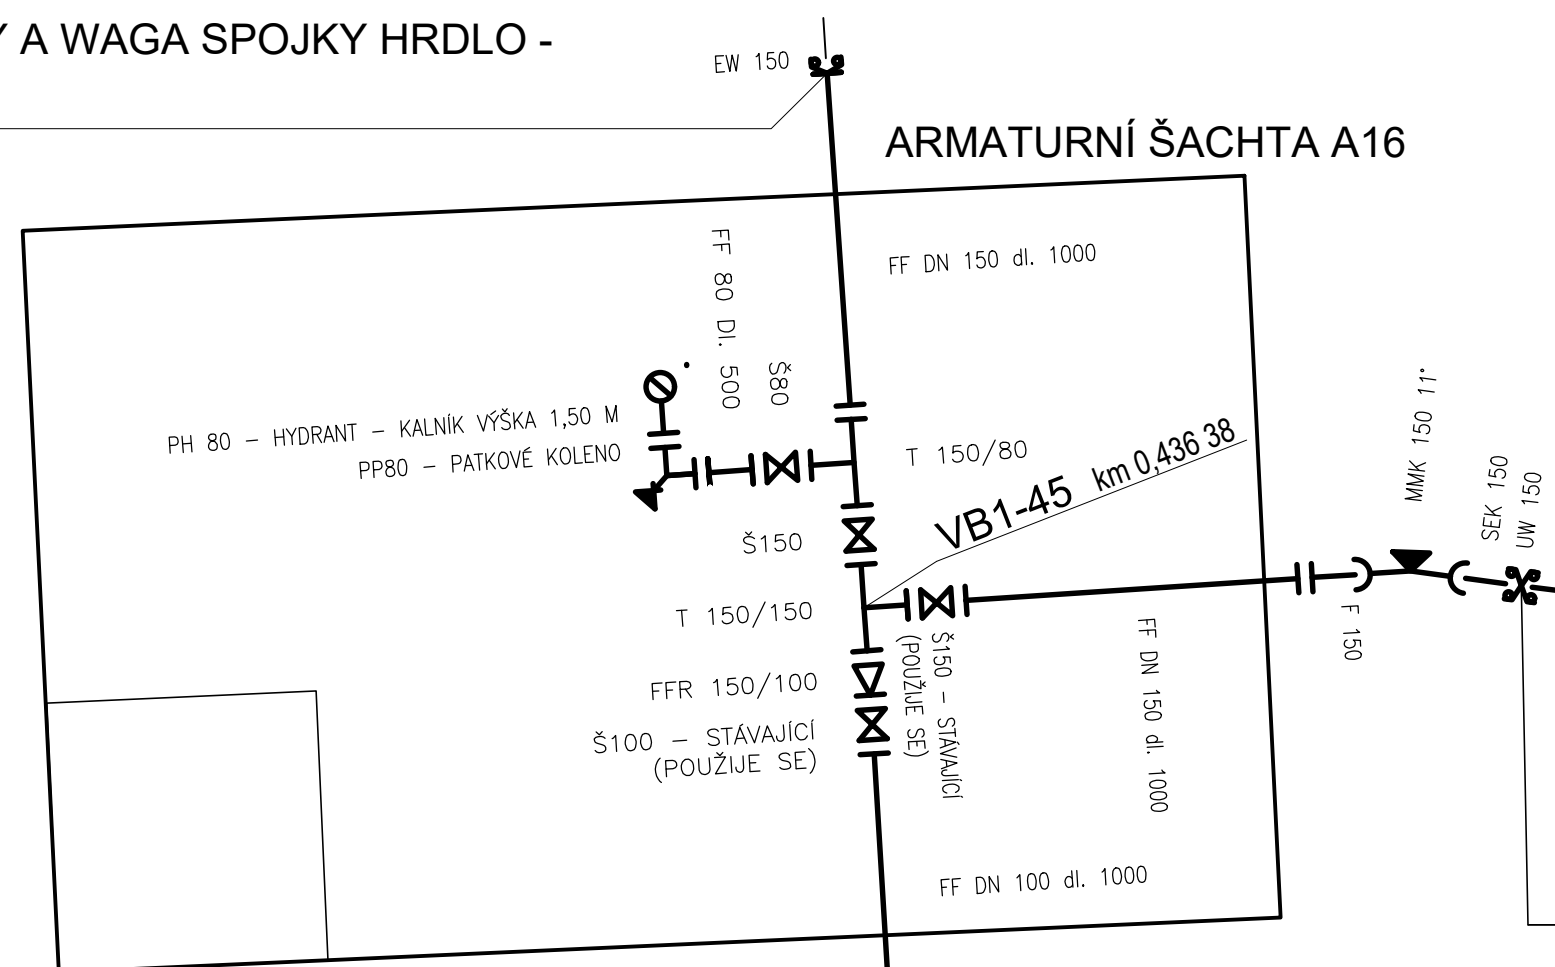 A WAGA SPOJKY HRDLO -
EW 150
ARMATURNÍ ŠACHTA A16
FF DN 150 dl. 1000
FF 80 Dl. 500
Š80
PH 80 - HYDRANT - KALNÍK VÝŠKA 1,50 M
PP80 - PATKOVÉ KOLENO
T 150/80
VB1-45 km 0,436 38
MMK 150 11°
SEK 150
UW 150
Š150
T 150/150
FFR 150/100
Š100 - STÁVAJÍCÍ
(POUŽIJE SE)
Š150 - STÁVAJÍCÍ
(POUŽIJE SE)
FF DN 150 dl. 1000
F 150
FF DN 100 dl. 1000